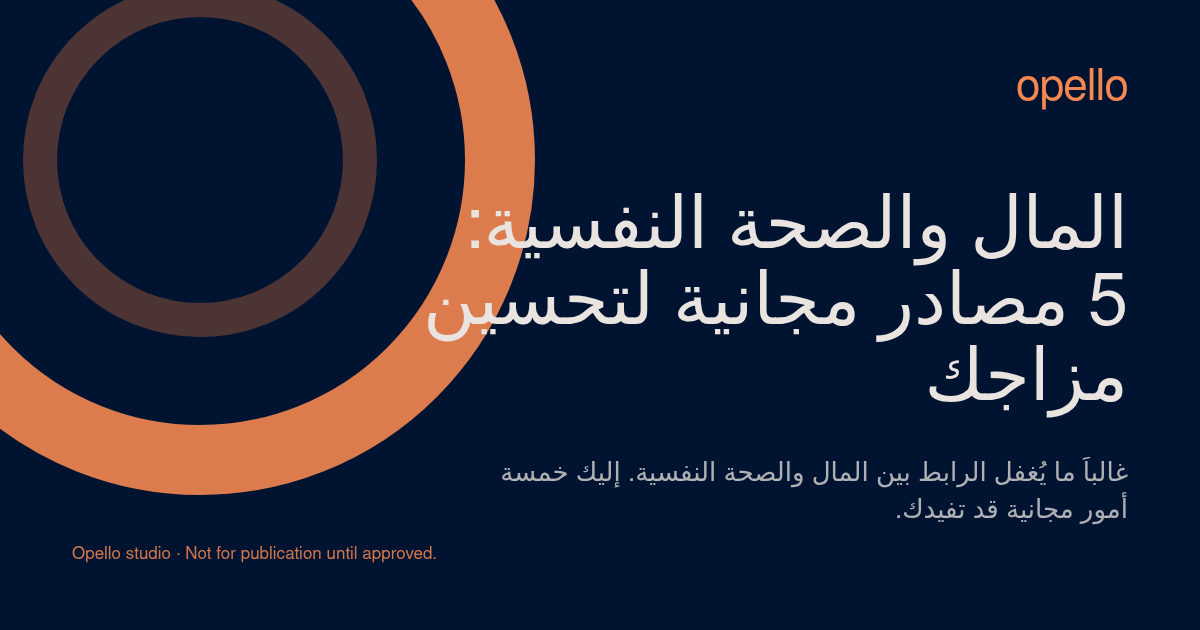 opello
المال والصحة النفسية:
5 مصادر مجانية لتحسين
مزاجك
غالباَ ما يُغفل الرابط بين المال والصحة النفسية. إليك خمسة
أمور مجانية قد تفيدك.
Opello studio · Not for publication until approved.